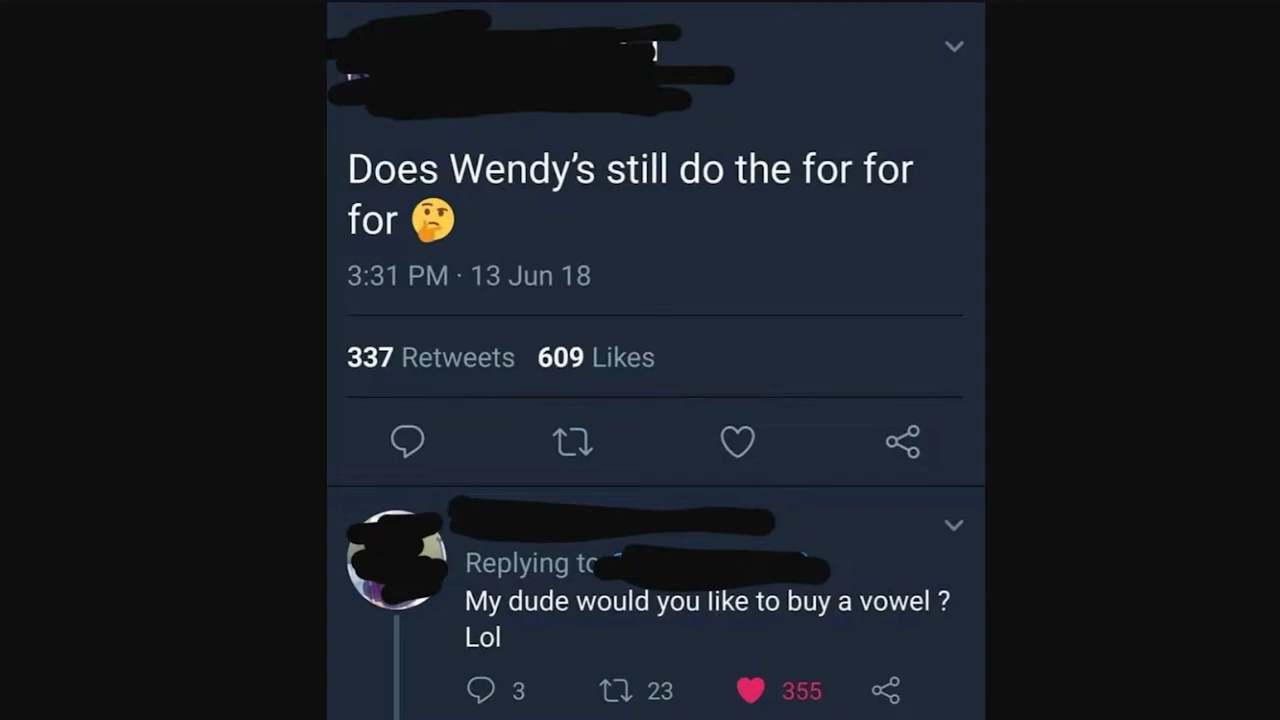 Does Wendy’s still do the for for
for 🤔
3:31 PM · 13 Jun 18
337 Retweets 609 Likes
Replying to
My dude would you like to buy a vowel ?
Lol
3 23 355